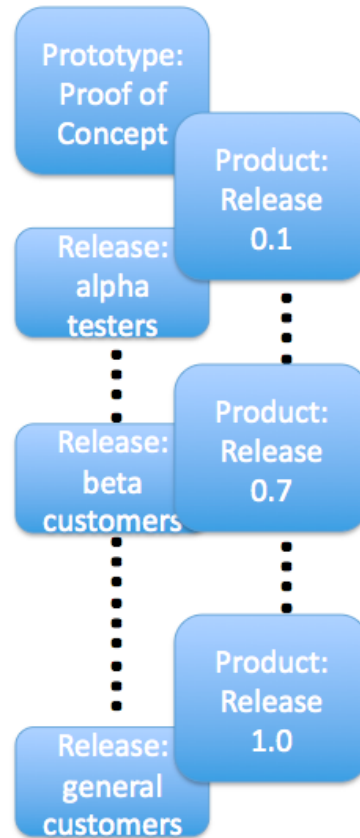 Prototype:
Proof of
Concept
Product:
Release
0.1
Release:
alpha
testers
Product:
Release
0.7
Release:
beta
customers
Product:
Release
1.0
Release:
general
customers